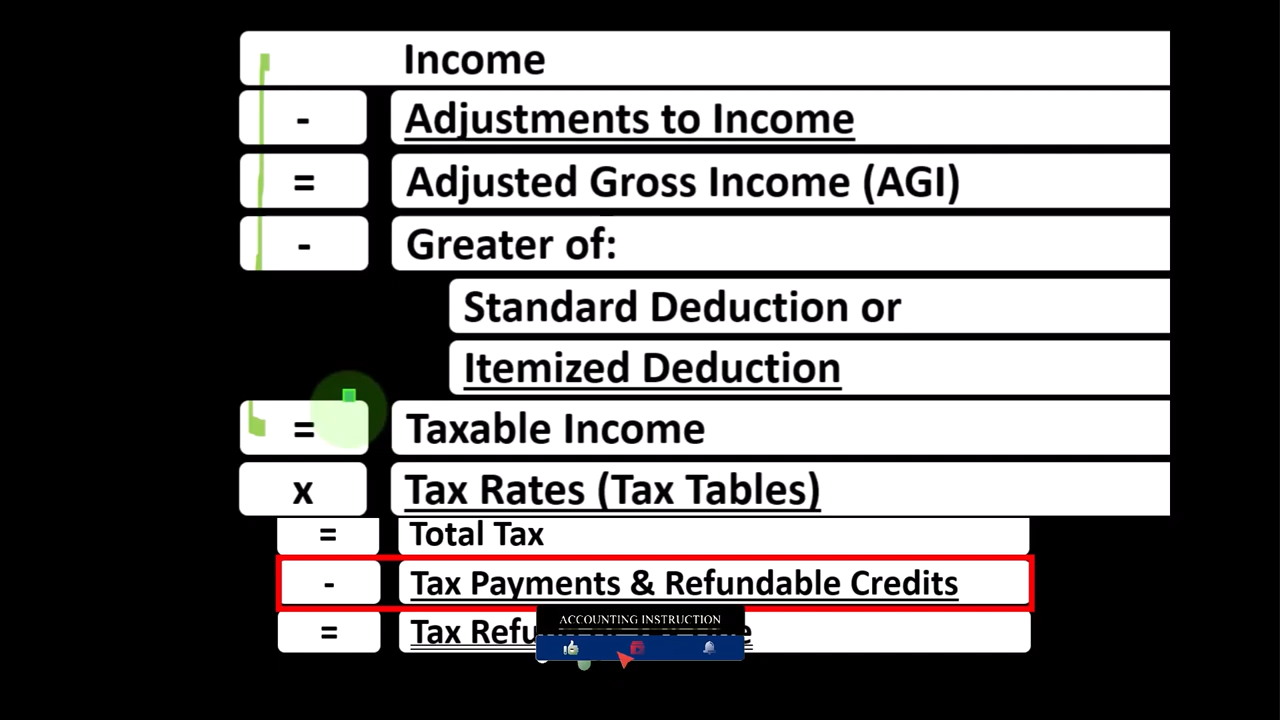 Income
- Adjustments to Income
= Adjusted Gross Income (AGI)
- Greater of:
Standard Deduction or
Itemized Deduction
= Taxable Income
x Tax Rates (Tax Tables)
= Total Tax
- Tax Payments & Refundable Credits
= Tax
ACCOUNTING INSTRUCTION